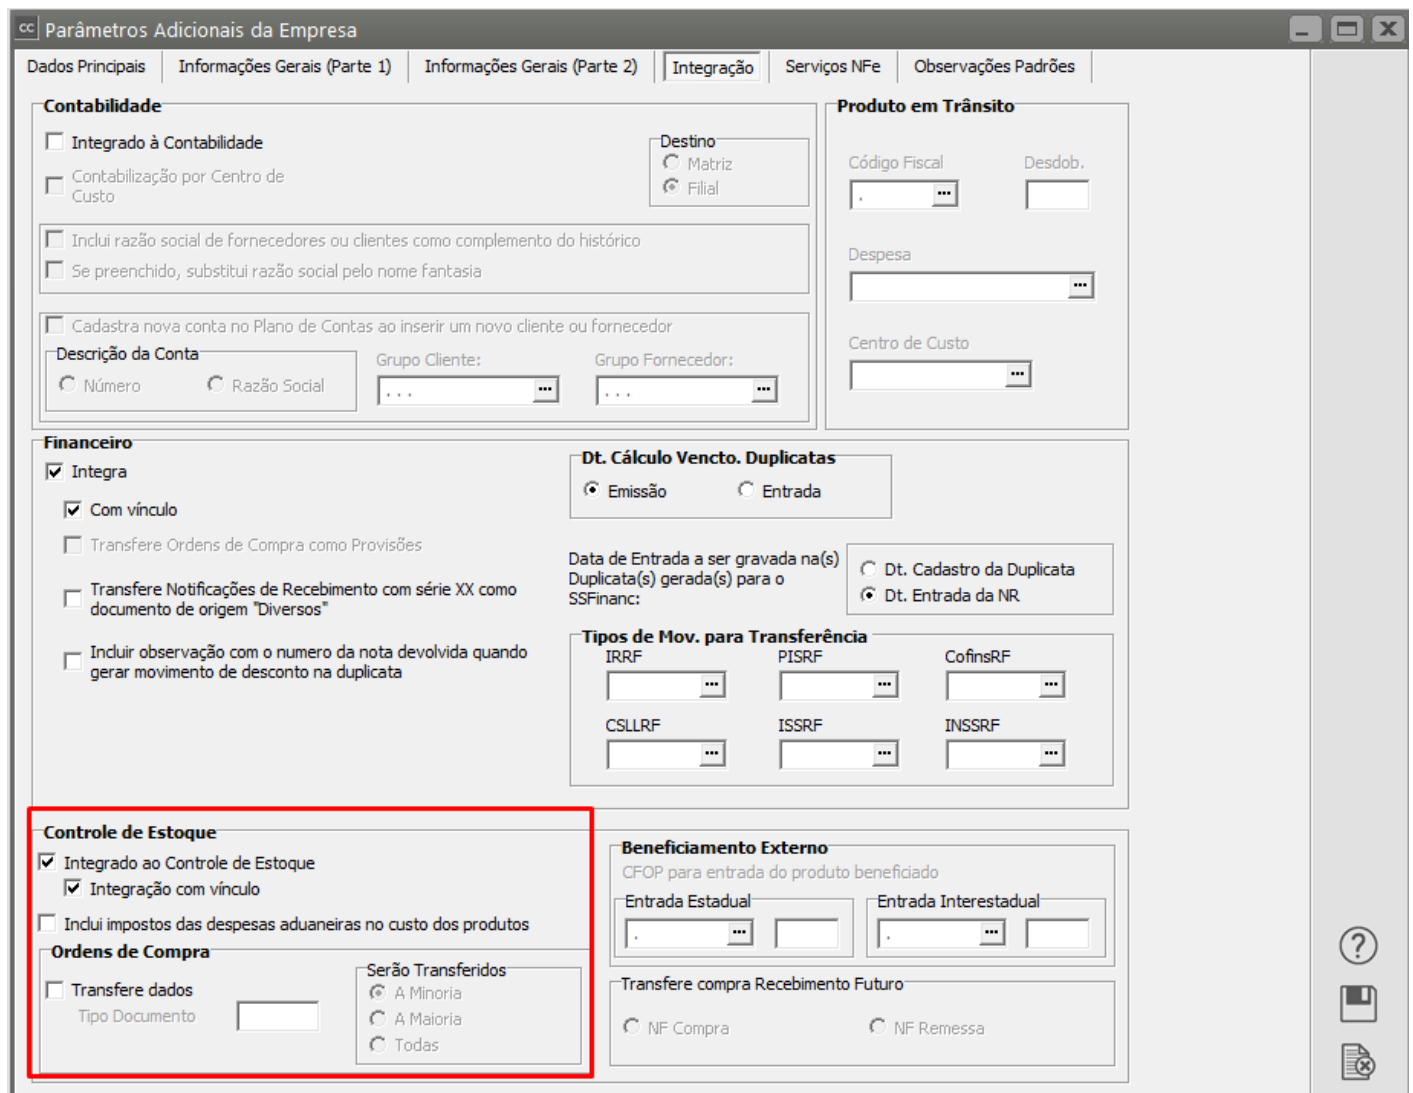 cc Parâmetros Adicionais da Empresa
Dados Principais Informações Gerais (Parte 1) Informações Gerais (Parte 2) Integração Serviços NFe Observações Padrões
Contabilidade
Integrado à Contabilidade
Contabilização por Centro de
Custo
Destino
Matriz
Filial
Inclui razão social de fornecedores ou clientes como complemento do histórico
Se preenchido, substitui razão social pelo nome fantasia
Cadastra nova conta no Plano de Contas ao inserir um novo cliente ou fornecedor
Descrição da Conta
Número Razão Social
Grupo Cliente:
. . . ...
Grupo Fornecedor:
. . . ...
Produto em Trânsito
Código Fiscal Desdob.
. ...
Despesa
...
Centro de Custo
...
Financeiro
Integra
Com vínculo
Transfere Ordens de Compra como Provisões
Transfere Notificações de Recebimento com série XX como
documento de origem "Diversos"
Incluir observação com o numero da nota devolvida quando
gerar movimento de desconto na duplicata
Dt. Cálculo Vencto. Duplicatas
Emissão Entrada
Data de Entrada a ser gravada na(s)
Duplicata(s) gerada(s) para o
SSFinanc:
Dt. Cadastro da Duplicata
Dt. Entrada da NR
Tipos de Mov. para Transferência
IRRF PISRF CofinsRF
... ... ...
CSLLRF ISSRF INSSRF
... ... ...
Controle de Estoque
Integrado ao Controle de Estoque
Integração com vínculo
Inclui impostos das despesas aduaneiras no custo dos produtos
Ordens de Compra
Transfere dados
Tipo Documento
Serão Transferidos
A Minoria
A Maioria
Todas
Beneficiamento Externo
CFOP para entrada do produto beneficiado
Entrada Estadual Entrada Interestadual
. ... . ...
Transfere compra Recebimento Futuro
NF Compra NF Remessa
?